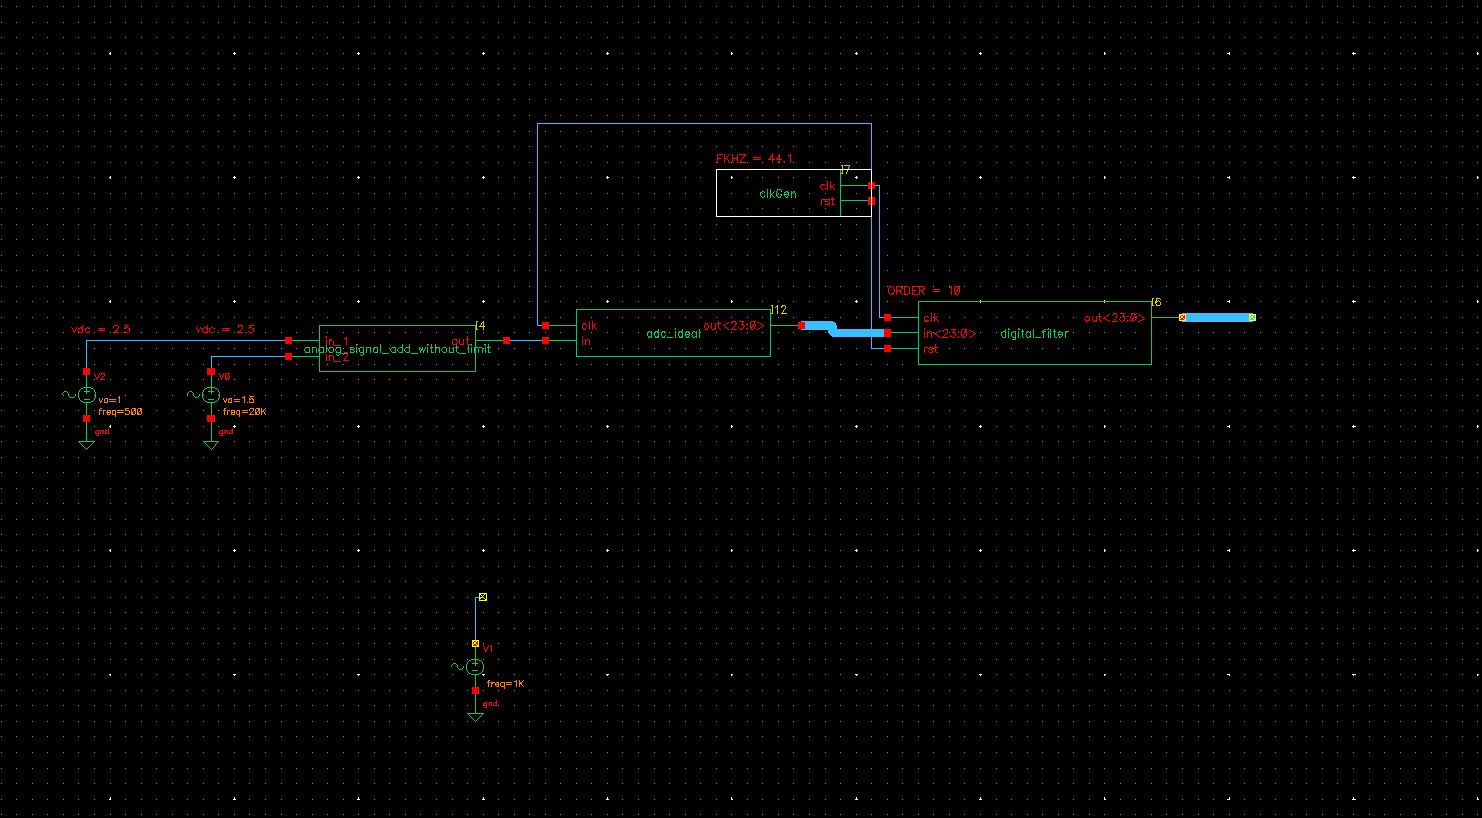 FKHZ = 44.1
I7
clkGen
clk
rst
ORDER = 10
I6
clk
in<23:0>
rst
digital_filter
out<23:0>
I12
clk
in
adc_ideal
out<23:0>
vdc = 2.5
vdc = 2.5
I4
in_1
in_2
out
analog_signal_add_without_limit
V2
va=1
freq=500
gnd
V0
va=1.5
freq=20K
gnd
V1
freq=1K
gnd